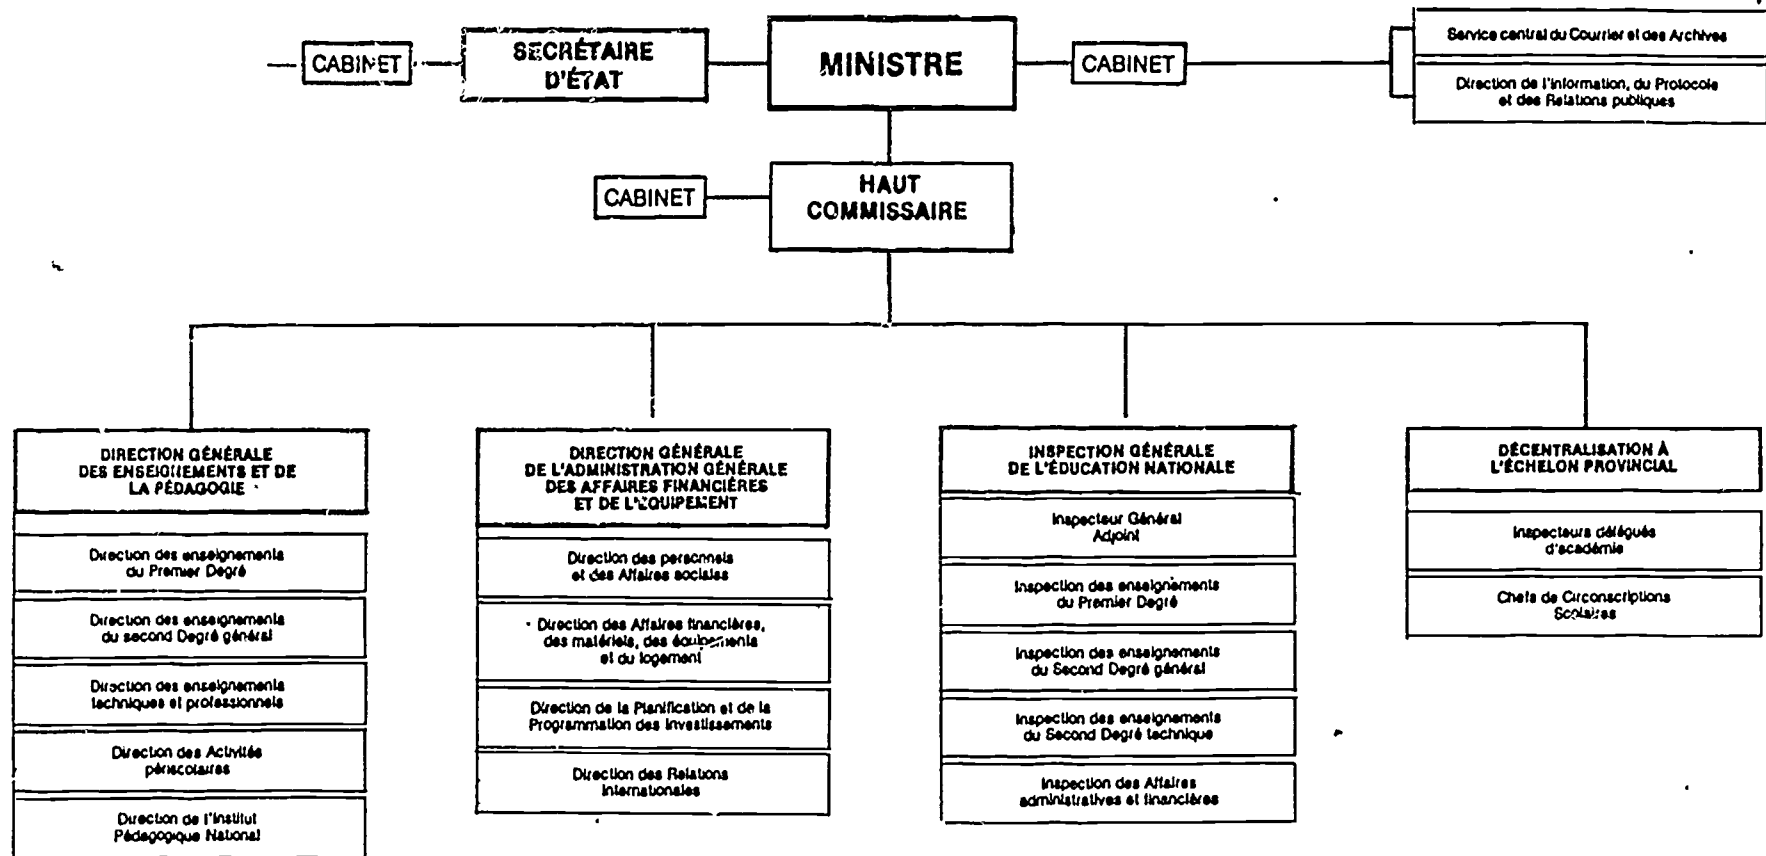 CABINET
SECRÉTAIRE
D'ÉTAT
MINISTRE
CABINET
Service central du Courrier et des Archives
Direction de l'Information, du Protocole
et des Relations publiques
CABINET
HAUT
COMMISSAIRE
DIRECTION GÉNÉRALE
DES ENSEIGNEMENTS ET DE
LA PÉDAGOGIE
Direction des enseignements
du Premier Degré
Direction des enseignements
du second Degré général
Direction des enseignements
techniques et professionnels
Direction des Activités
périscolaires
Direction de l'Institut
Pédagogique National
DIRECTION GÉNÉRALE
DE L'ADMINISTRATION GÉNÉRALE
DES AFFAIRES FINANCIÈRES
ET DE L'EQUIPEMENT
Direction des personnels
et des Affaires sociales
Direction des Affaires financières,
des matériels, des équipements
et du logement
Direction de la Planification et de la
Programmation des Investissements
Direction des Relations
Internationales
INSPECTION GÉNÉRALE
DE L'ÉDUCATION NATIONALE
Inspecteur Général
Adjoint
Inspection des enseignements
du Premier Degré
Inspection des enseignements
du Second Degré général
Inspection des enseignements
du Second Degré technique
Inspection des Affaires
administratives et financières
DÉCENTRALISATION À
L'ÉCHELON PROVINCIAL
Inspecteurs délégués
d'académie
Chefs de Circonscriptions
Scolaires